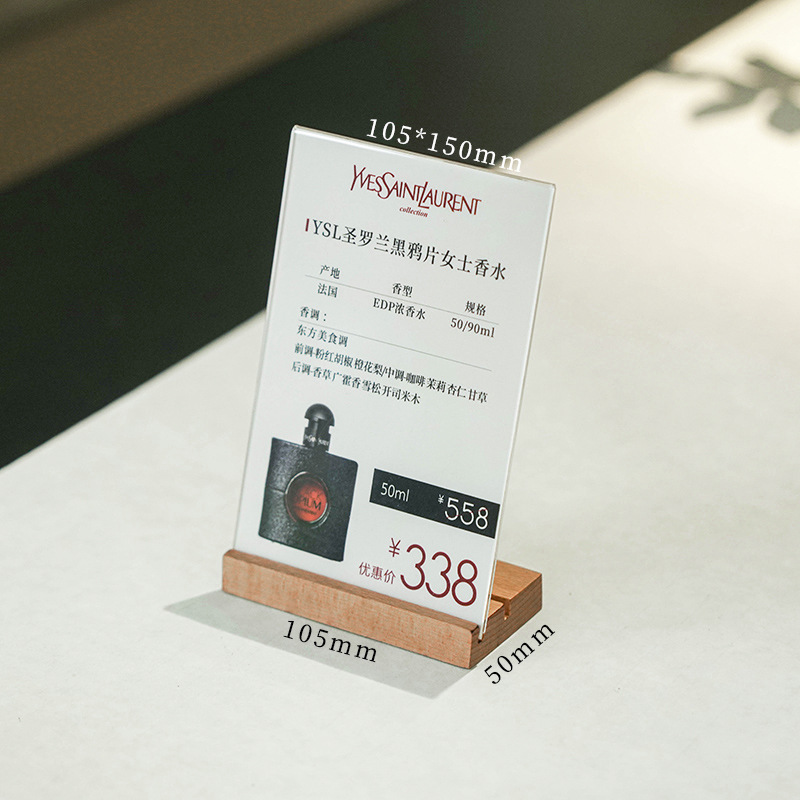 105*150mm
YVESSAINTLAURENT
collection
YSL圣罗兰黑鸦片女士香水
产地 香型 规格
法国 EDP浓香水 50/90ml
香调：
东方美食调
前调-粉红胡椒橙花梨/中调-咖啡茉莉杏仁甘草
后调-香草广霍香雪松开司米木
PIUM
50ml ¥558
优惠价 ¥338
105mm
50mm